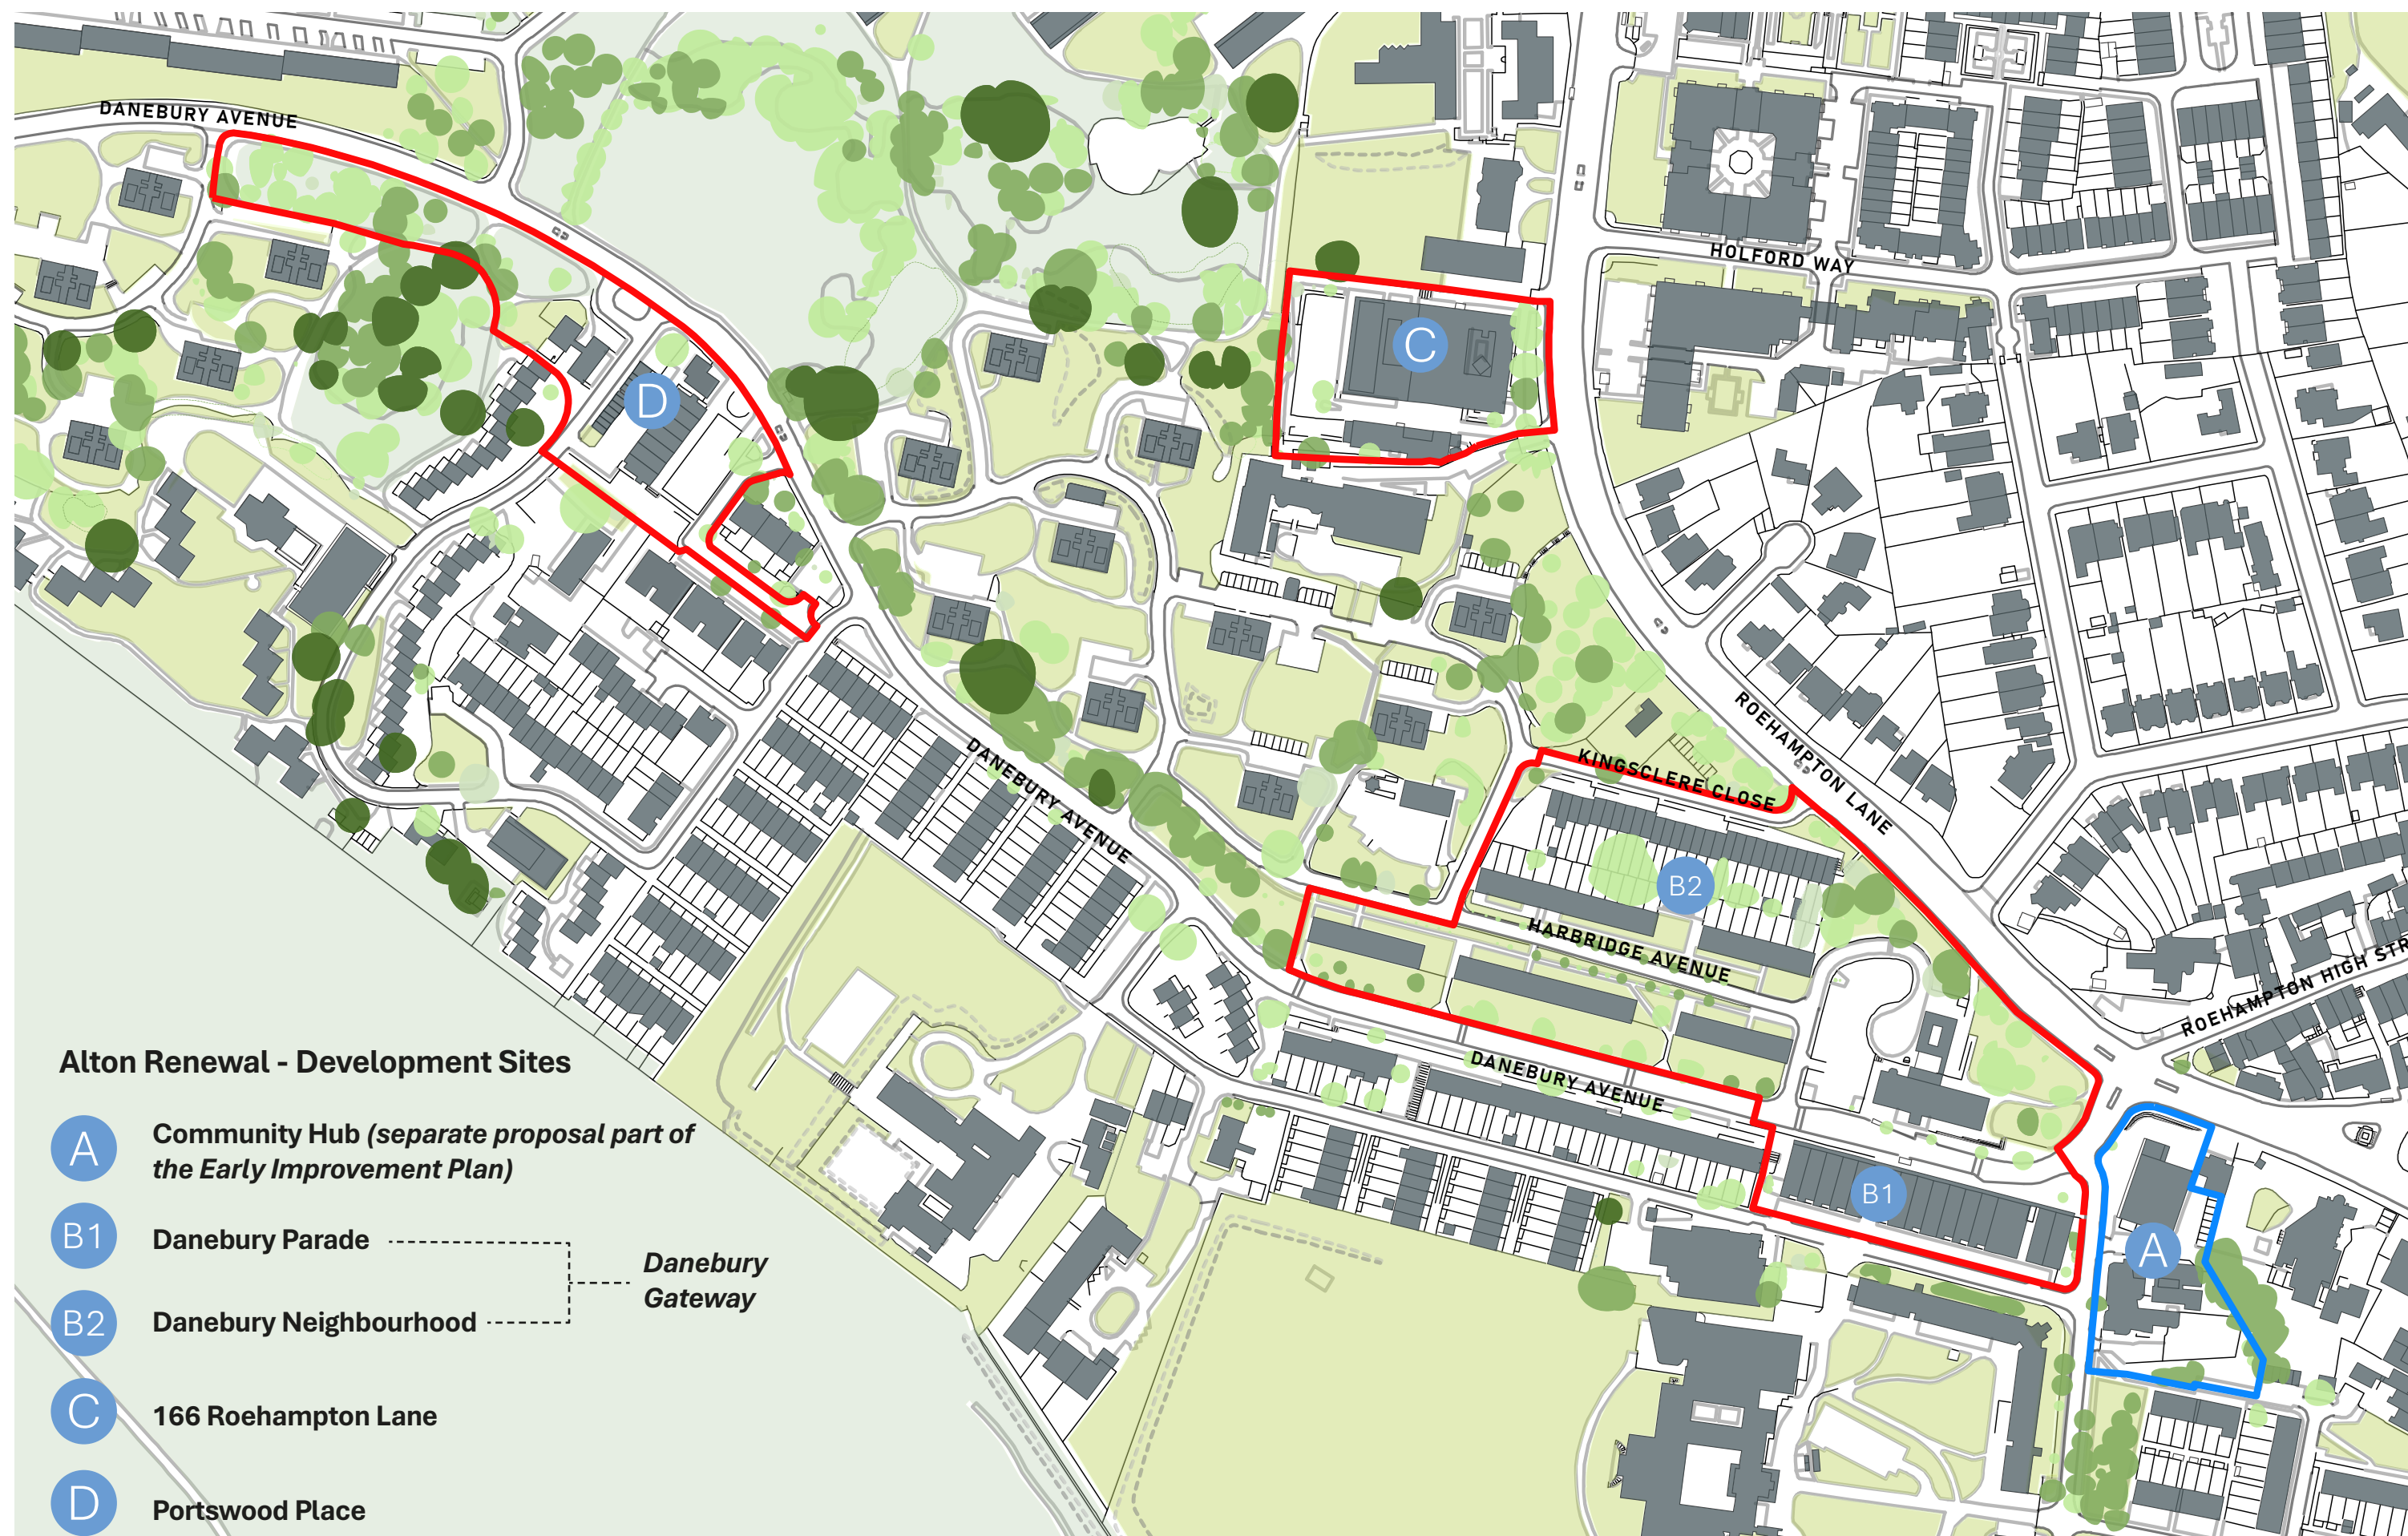 DANEBURY AVENUE
HOLFORD WAY
C
D
ROEHAMPTON LANE
KINGSCLERE CLOSE
DANEBURY AVENUE
B2
HARBRIDGE AVENUE
ROEHAMPTON HIGH STR
DANEBURY AVENUE
B1
A
Alton Renewal - Development Sites
A
Community Hub (separate proposal part of
the Early Improvement Plan)
B1
Danebury Parade
Danebury
Gateway
B2
Danebury Neighbourhood
C
166 Roehampton Lane
D
Portswood Place